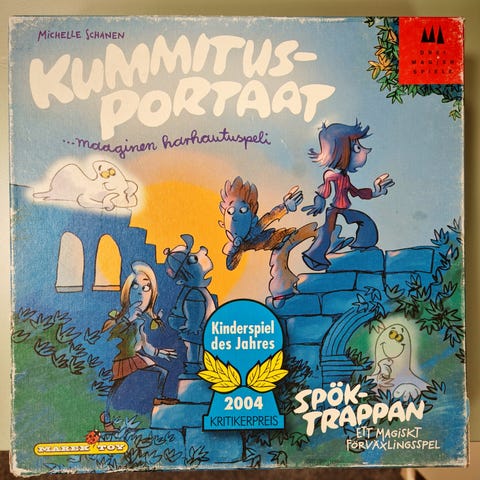 MICHELLE SCHANEN
KUMMITUS-
PORTAAT
...maaginen harhautuspeli
DREI
MAGIER
SPIELE
Kinderspiel
des Jahres
2004
KRITIKERPREIS
SPÖK-
TRAPPAN
ETT MAGISKT
FÖRVÄXLINGSSPEL
MAREK TOY